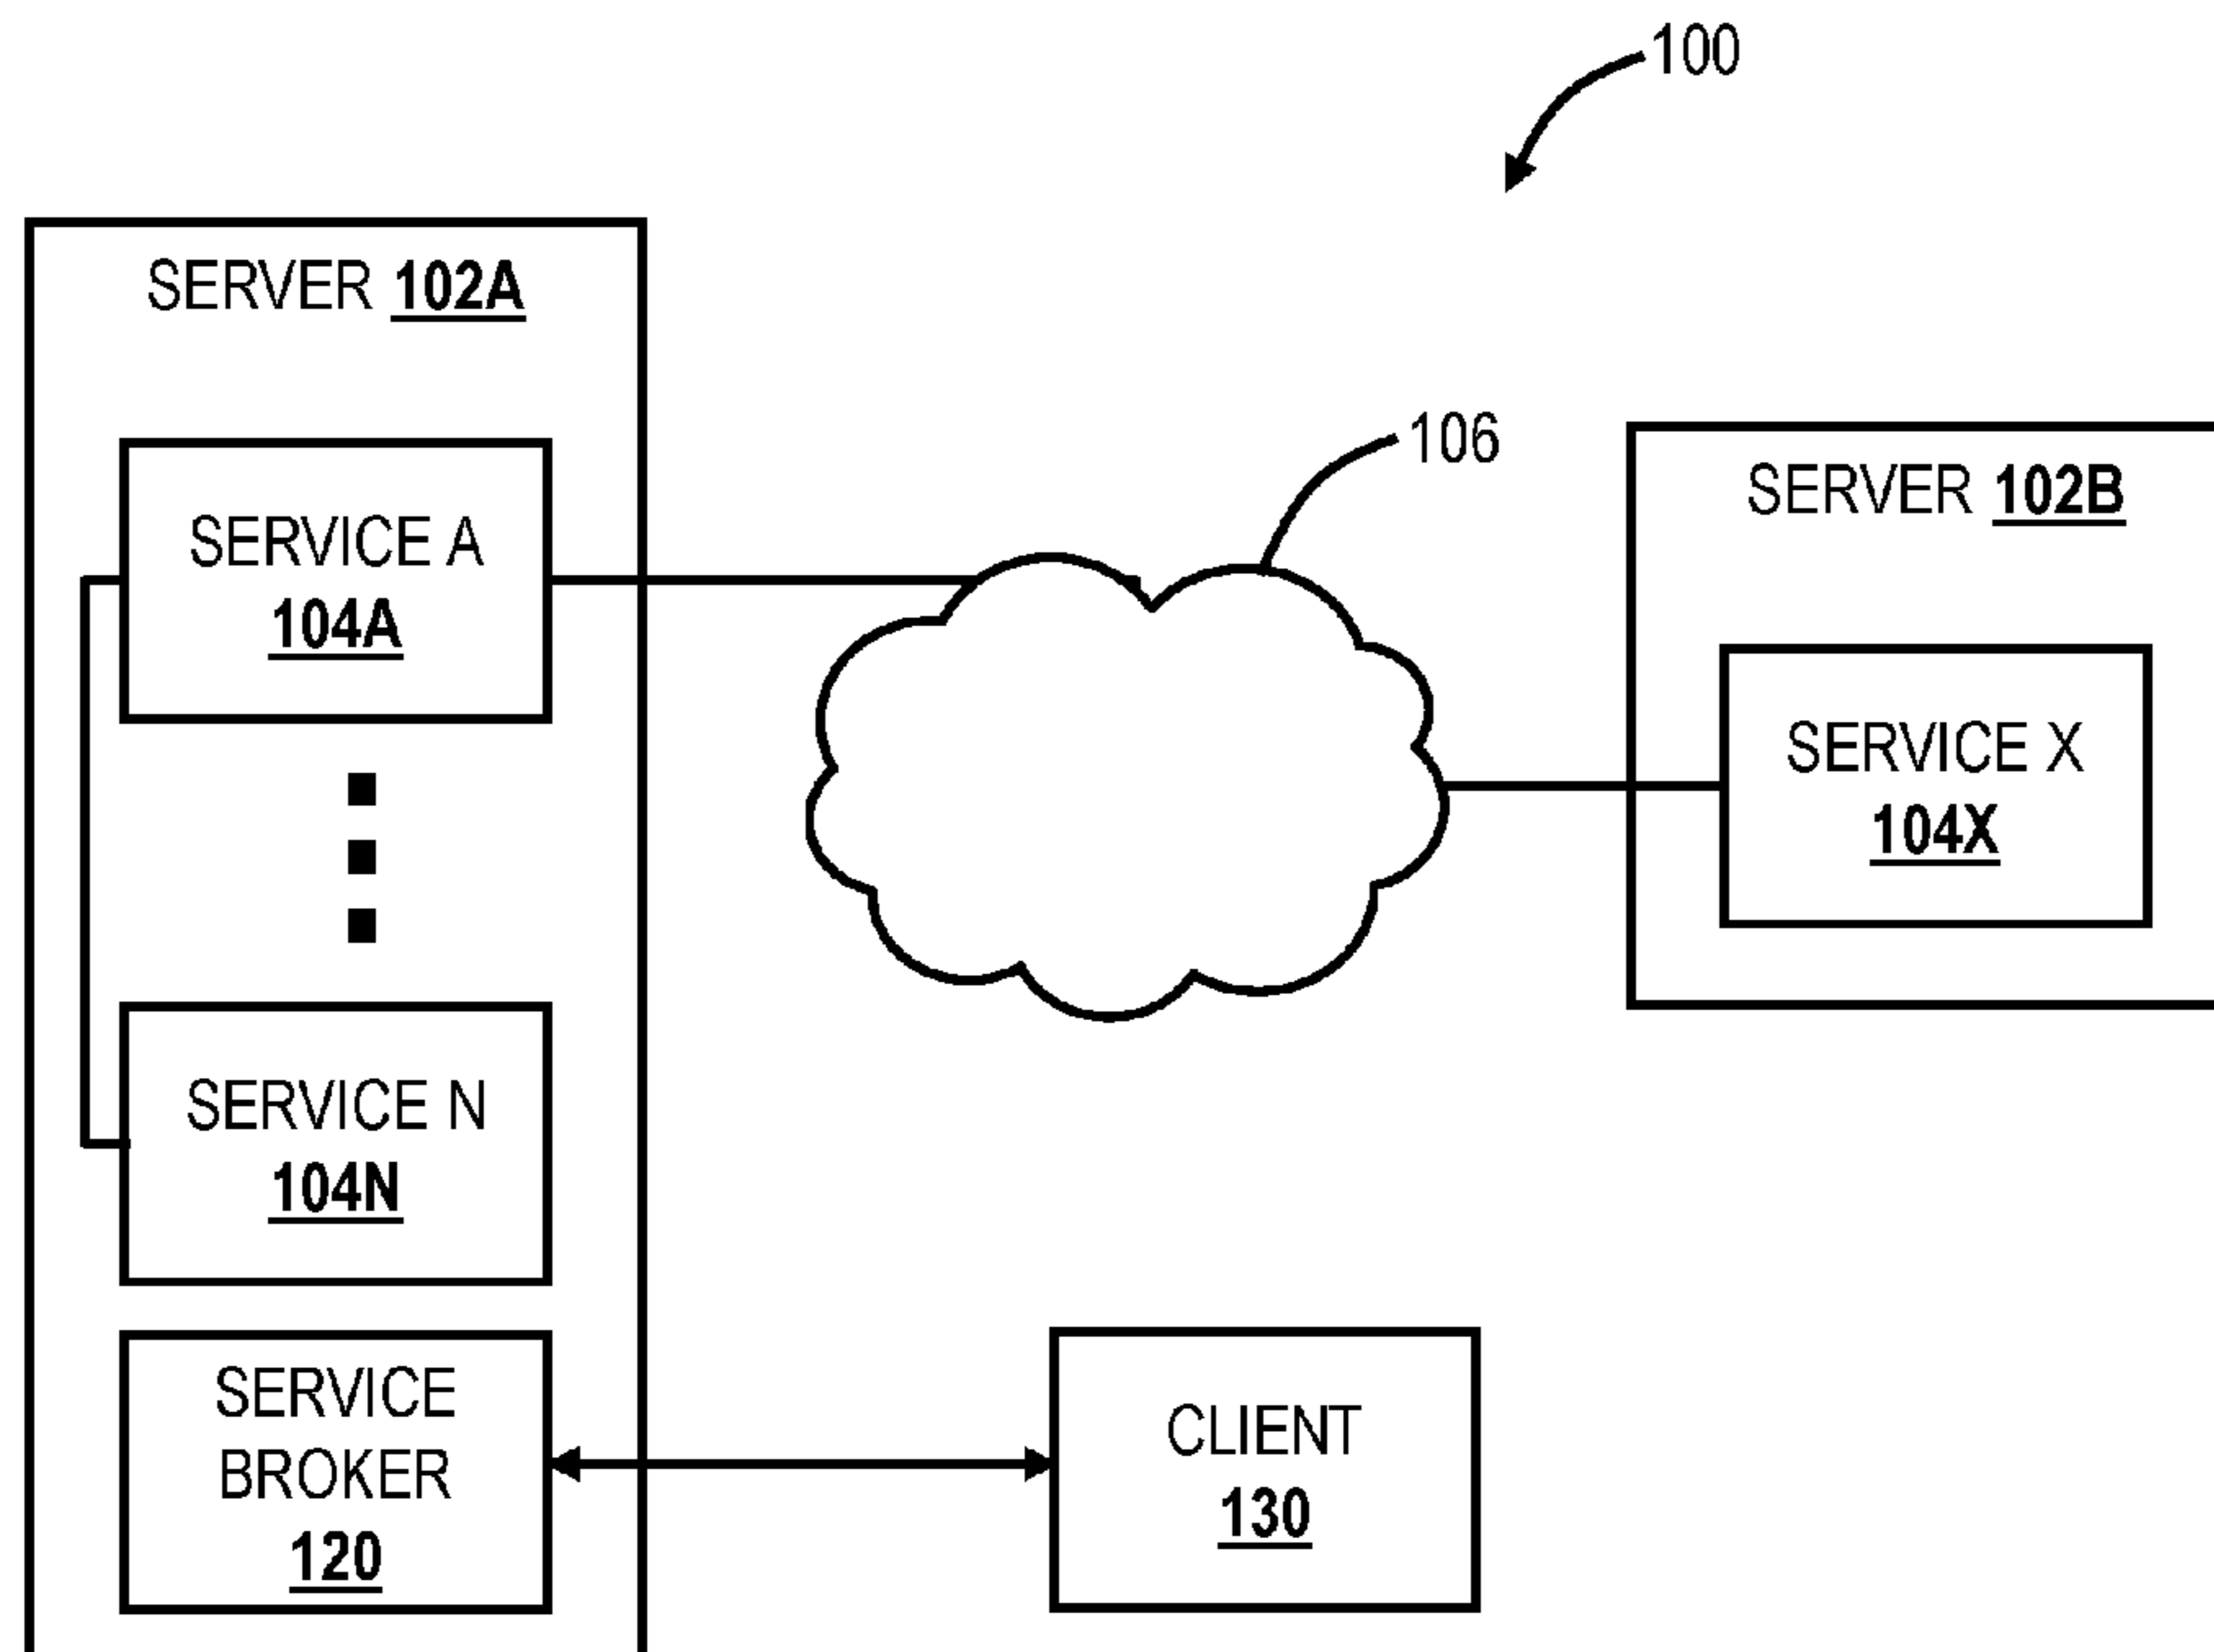 100
SERVER 102A
106
SERVER 102B
SERVICE A
104A
SERVICE X
104X
SERVICE N
104N
SERVICE
BROKER
120
CLIENT
130